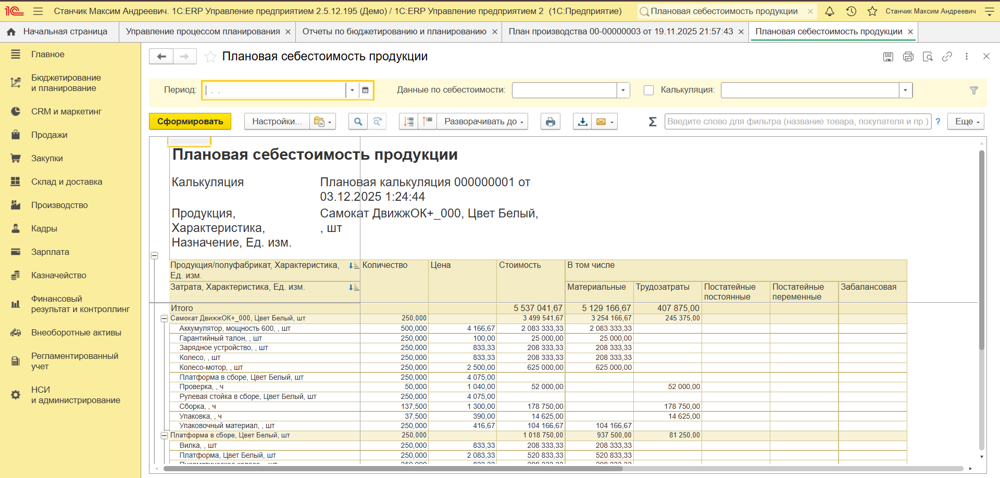 1С Станчик Максим Андреевич. 1С:ERP Управление предприятием 2.5.12.195 (Демо) / 1С:ERP Управление предприятием 2 (1С:Предприятие) Плановая себестоимость продукции × Станчик Максим Андреевич
Начальная страница Управление процессом планирования × Отчеты по бюджетированию и планированию × План производства 00-00000003 от 19.11.2025 21:57:43 × Плановая себестоимость продукции ×
Главное
Бюджетирование
и планирование
CRM и маркетинг
Продажи
Закупки
Склад и доставка
Производство
Кадры
Зарплата
Казначейство
Финансовый
результат и контроллинг
Внеоборотные активы
Регламентированный
учет
НСИ
и администрирование
Плановая себестоимость продукции
Период: . . Данные по себестоимости: Калькуляция:
Сформировать Настройки... Разворачивать до Σ Введите слово для фильтра (название товара, покупателя и пр.) ? Еще
Плановая себестоимость продукции
Калькуляция Плановая калькуляция 000000001 от
03.12.2025 1:24:44
Продукция, Самокат ДвижжОК+_000, Цвет Белый,
Характеристика, , шт
Назначение, Ед. изм.
Продукция/полуфабрикат, Характеристика, Количество Цена Стоимость В том числе
Ед. изм.
Затрата, Характеристика, Ед. изм. Материальные Трудозатраты Постатейные Постатейные Забалансовая
постоянные переменные
Итого 5 537 041,67 5 129 166,67 407 875,00
Самокат ДвижжОК+_000, Цвет Белый, шт 250,000 3 499 541,67 3 254 166,67 245 375,00
Аккумулятор, мощность 600, , шт 500,000 4 166,67 2 083 333,33 2 083 333,33
Гарантийный талон, , шт 250,000 100,00 25 000,00 25 000,00
Зарядное устройство, , шт 250,000 833,33 208 333,33 208 333,33
Колесо, , шт 250,000 833,33 208 333,33 208 333,33
Колесо-мотор, , шт 250,000 2 500,00 625 000,00 625 000,00
Платформа в сборе, Цвет Белый, шт 250,000 4 075,00
Проверка, , ч 50,000 1 040,00 52 000,00 52 000,00
Рулевая стойка в сборе, Цвет Белый, шт 250,000 4 075,00
Сборка, , ч 137,500 1 300,00 178 750,00 178 750,00
Упаковка, , ч 37,500 390,00 14 625,00 14 625,00
Упаковочный материал, , шт 250,000 416,67 104 166,67 104 166,67
Платформа в сборе, Цвет Белый, шт 250,000 1 018 750,00 937 500,00 81 250,00
Вилка, , шт 250,000 833,33 208 333,33 208 333,33
Платформа, Цвет Белый, шт 250,000 2 083,33 520 833,33 520 833,33
Пневматическое колесо, , шт 250,000 833,33 208 333,33 208 333,33